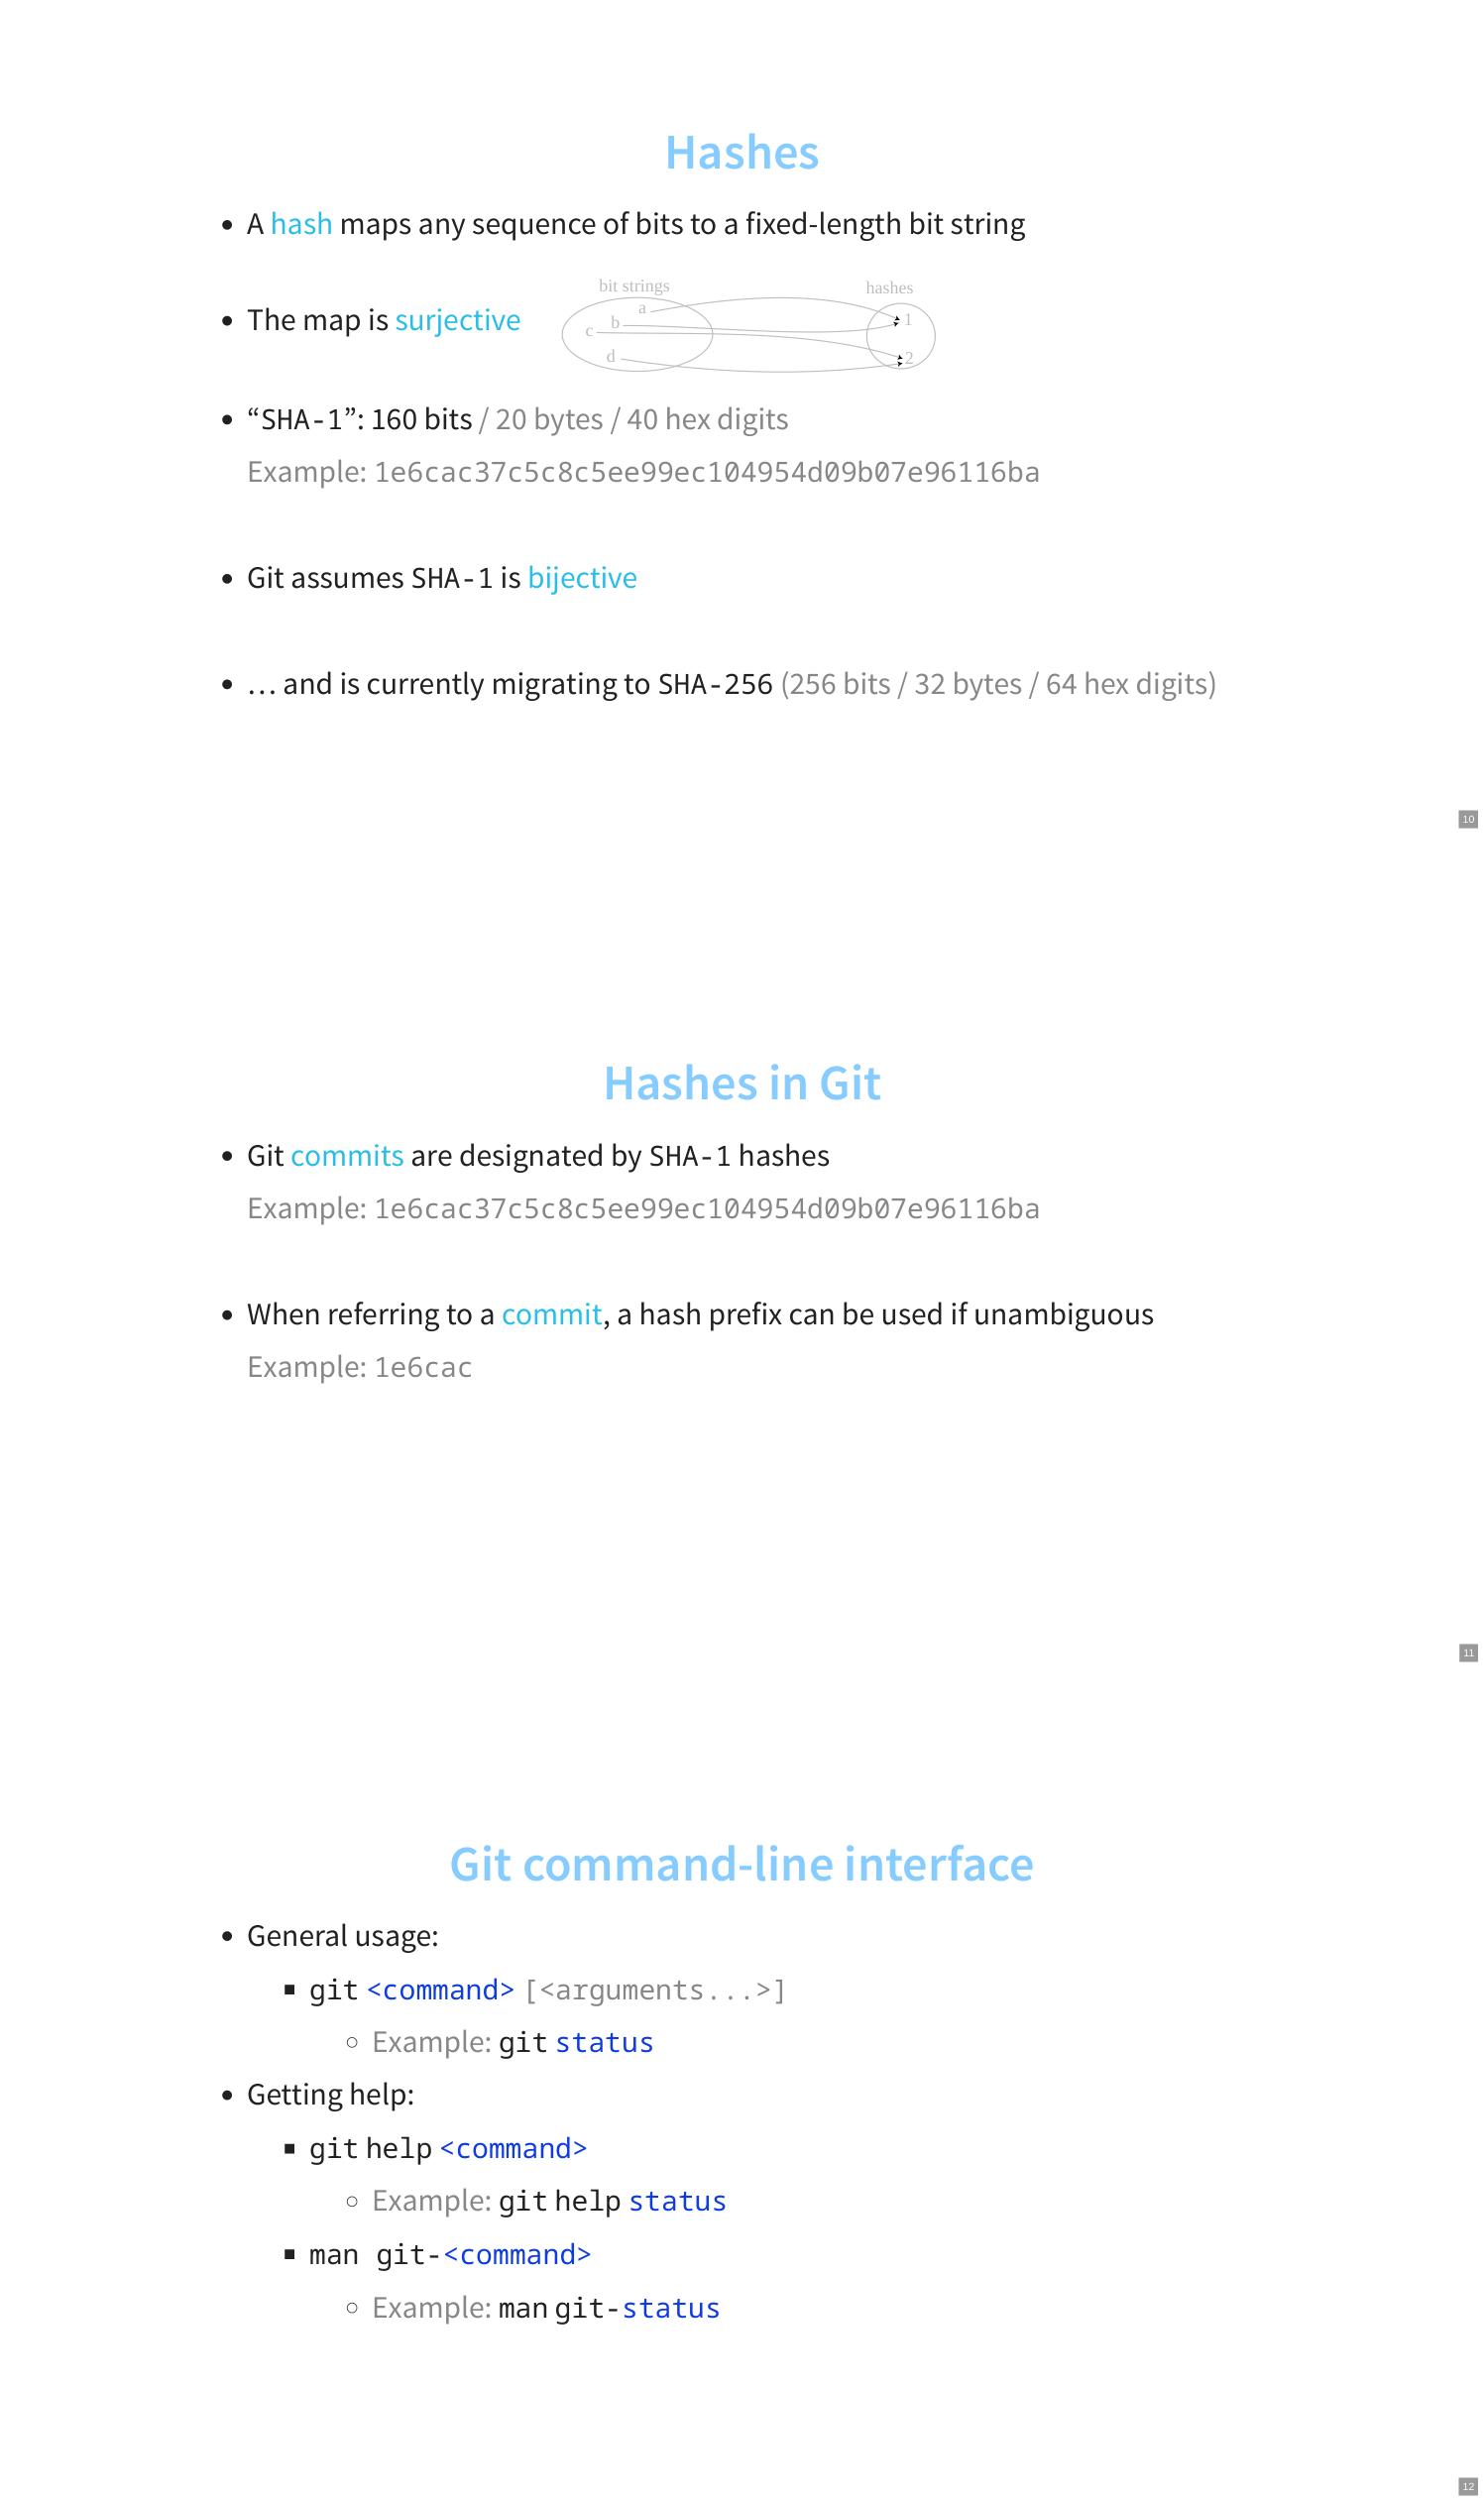 Hashes
• A hash maps any sequence of bits to a fixed-length bit string
bit strings
hashes
• The map is surjective
a
b
c
d
1
2
• “SHA-1”: 160 bits / 20 bytes / 40 hex digits
Example: 1e6cac37c5c8c5ee99ec104954d09b07e96116ba
• Git assumes SHA-1 is bijective
• … and is currently migrating to SHA-256 (256 bits / 32 bytes / 64 hex digits)
10
Hashes in Git
• Git commits are designated by SHA-1 hashes
Example: 1e6cac37c5c8c5ee99ec104954d09b07e96116ba
• When referring to a commit, a hash prefix can be used if unambiguous
Example: 1e6cac
11
Git command-line interface
• General usage:
▪ git <command> [<arguments...>]
◦ Example: git status
• Getting help:
▪ git help <command>
◦ Example: git help status
▪ man git-<command>
◦ Example: man git-status
12